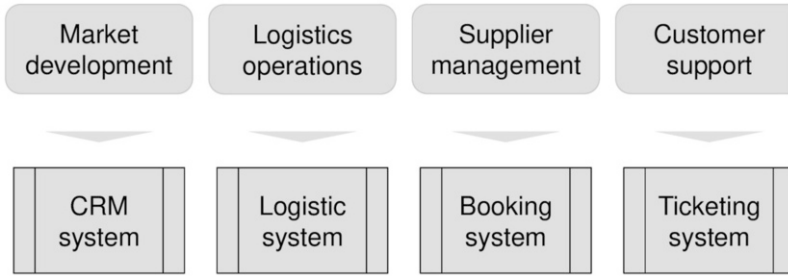 Market
development
Logistics
operations
Supplier
management
Customer
support
CRM
system
Logistic
system
Booking
system
Ticketing
system